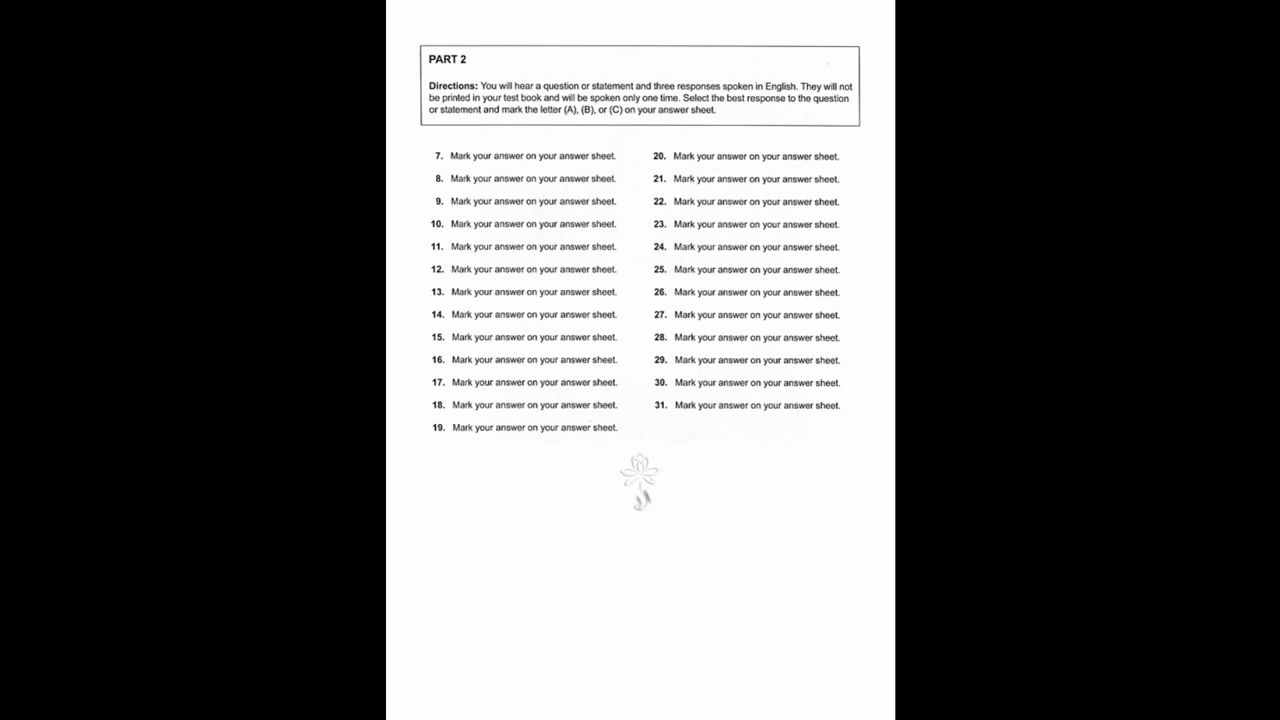 PART 2
Directions: You will hear a question or statement and three responses spoken in English. They will not
be printed in your test book and will be spoken only one time. Select the best response to the question
or statement and mark the letter (A), (B), or (C) on your answer sheet.
7. Mark your answer on your answer sheet.
8. Mark your answer on your answer sheet.
9. Mark your answer on your answer sheet.
10. Mark your answer on your answer sheet.
11. Mark your answer on your answer sheet.
12. Mark your answer on your answer sheet.
13. Mark your answer on your answer sheet.
14. Mark your answer on your answer sheet.
15. Mark your answer on your answer sheet.
16. Mark your answer on your answer sheet.
17. Mark your answer on your answer sheet.
18. Mark your answer on your answer sheet.
19. Mark your answer on your answer sheet.
20. Mark your answer on your answer sheet.
21. Mark your answer on your answer sheet.
22. Mark your answer on your answer sheet.
23. Mark your answer on your answer sheet.
24. Mark your answer on your answer sheet.
25. Mark your answer on your answer sheet.
26. Mark your answer on your answer sheet.
27. Mark your answer on your answer sheet.
28. Mark your answer on your answer sheet.
29. Mark your answer on your answer sheet.
30. Mark your answer on your answer sheet.
31. Mark your answer on your answer sheet.